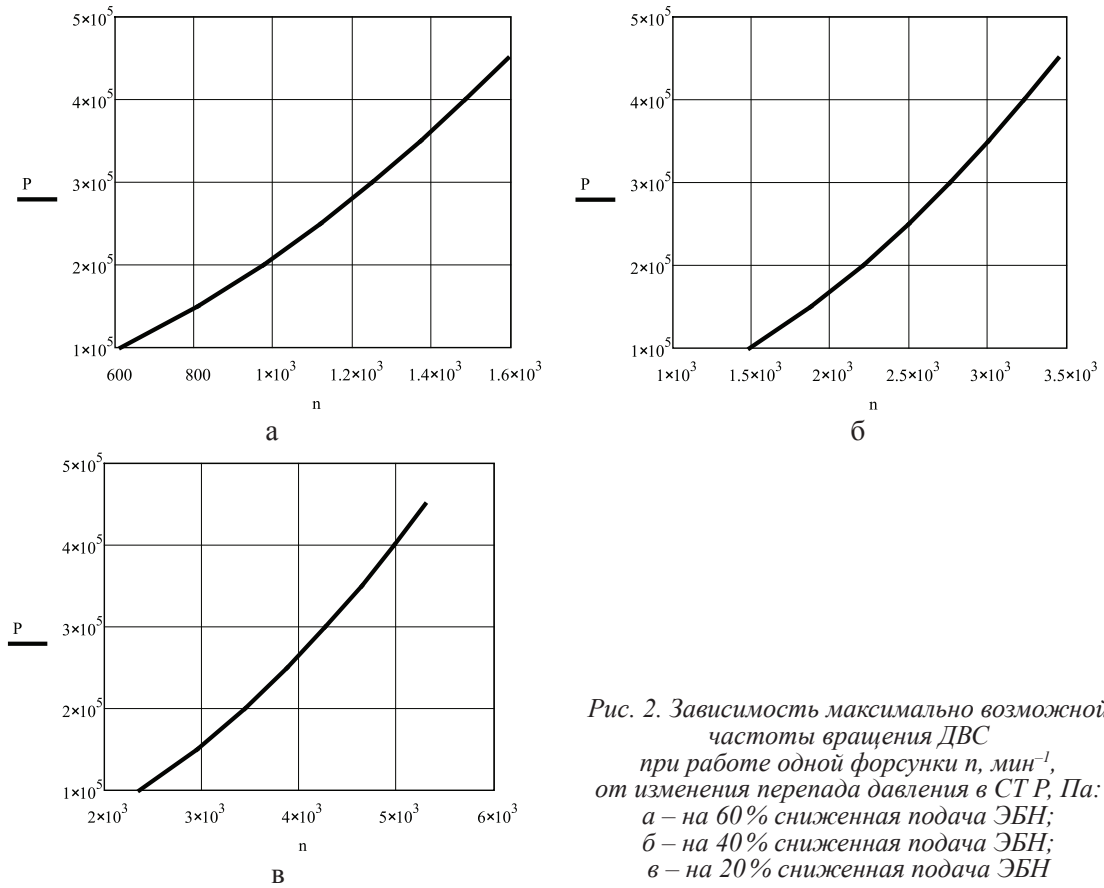 5×10⁵
4×10⁵
3×10⁵
2×10⁵
1×10⁵
P
600 800 1×10³ 1.2×10³ 1.4×10³ 1.6×10³
n
а
5×10⁵
4×10⁵
3×10⁵
2×10⁵
1×10⁵
P
1×10³ 1.5×10³ 2×10³ 2.5×10³ 3×10³ 3.5×10³
n
б
5×10⁵
4×10⁵
3×10⁵
2×10⁵
1×10⁵
P
2×10³ 3×10³ 4×10³ 5×10³ 6×10³
n
в
Рис. 2. Зависимость максимально возможной
частоты вращения ДВС
при работе одной форсунки n, мин⁻¹,
от изменения перепада давления в СТ P, Па:
а – на 60% сниженная подача ЭБН;
б – на 40% сниженная подача ЭБН;
в – на 20% сниженная подача ЭБН